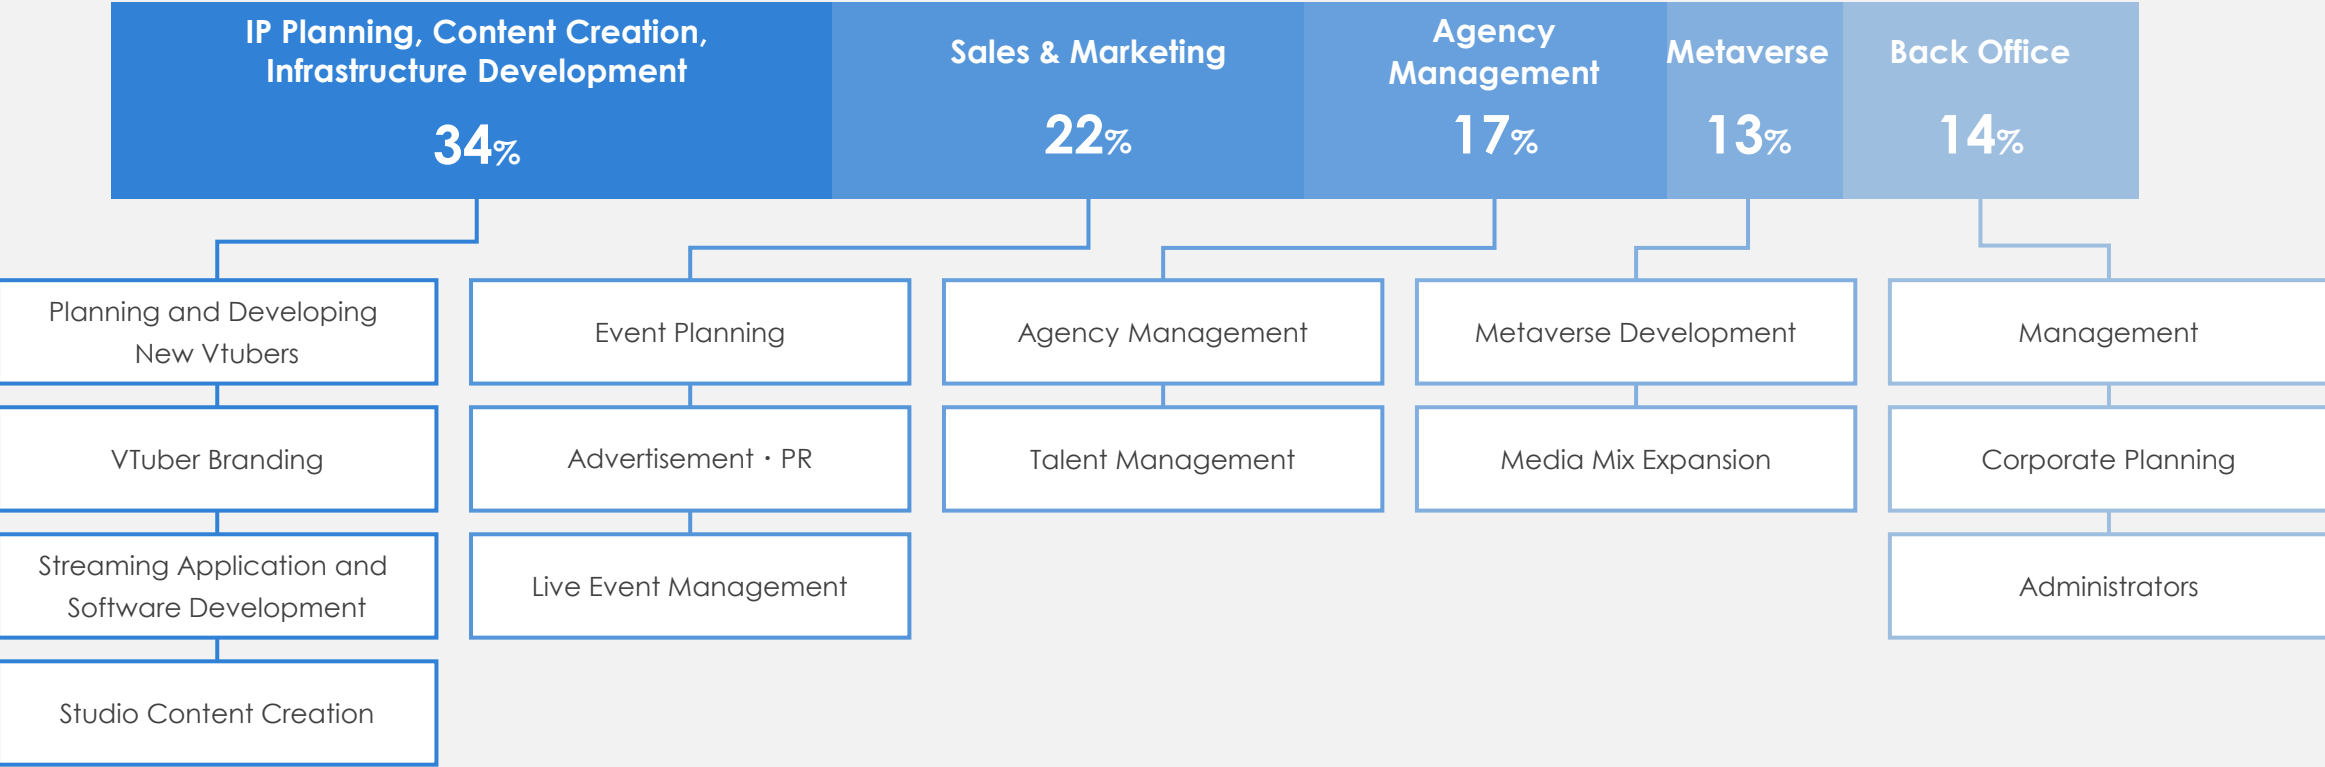 IP Planning, Content Creation,
Infrastructure Development
34%
Sales & Marketing
22%
Agency
Management
17%
Metaverse
13%
Back Office
14%
Planning and Developing
New Vtubers
VTuber Branding
Streaming Application and
Software Development
Studio Content Creation
Event Planning
Advertisement・PR
Live Event Management
Agency Management
Talent Management
Metaverse Development
Media Mix Expansion
Management
Corporate Planning
Administrators